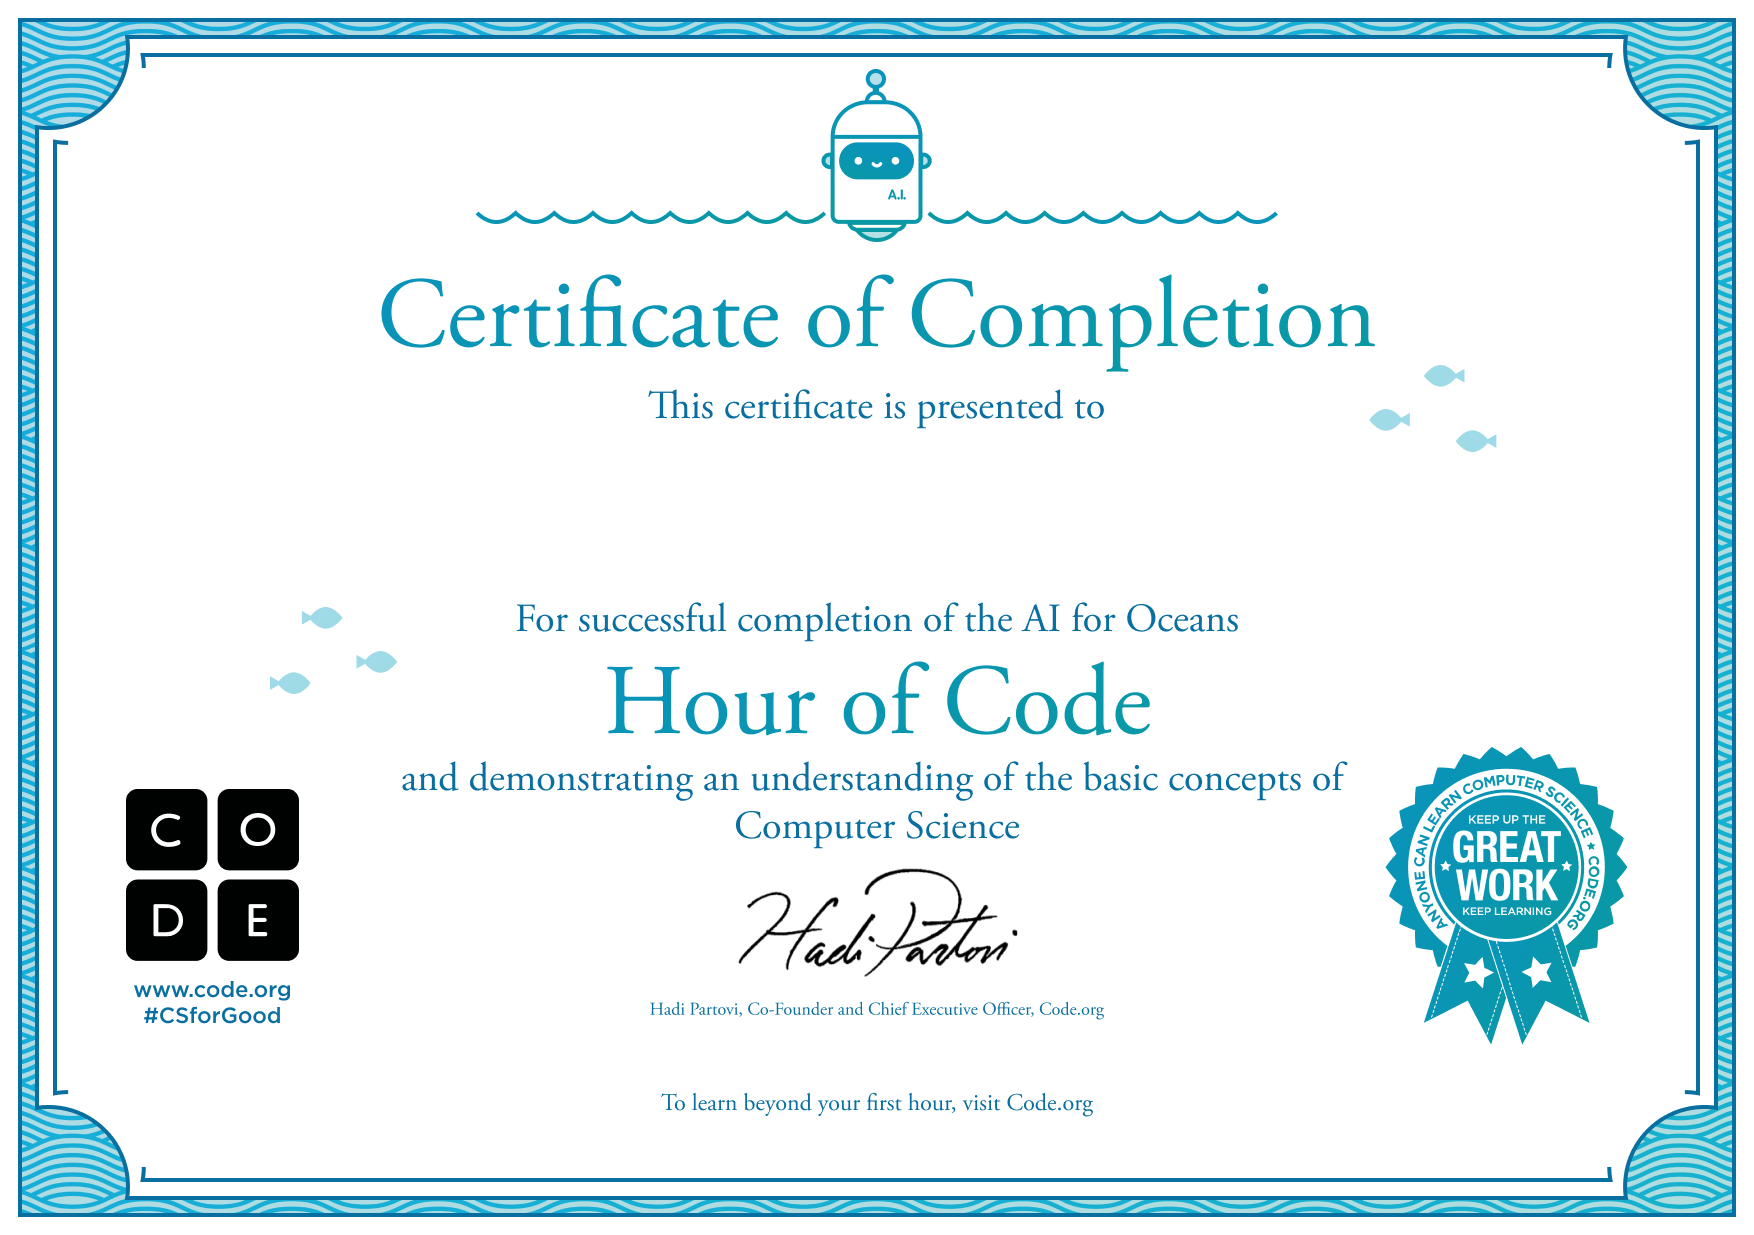 A.I.
Certificate of Completion
This certificate is presented to
For successful completion of the AI for Oceans
Hour of Code
and demonstrating an understanding of the basic concepts of
Computer Science
Hadi Partovi
Hadi Partovi, Co-Founder and Chief Executive Officer, Code.org
To learn beyond your first hour, visit Code.org
C O
D E
www.code.org
#CSforGood
ANYONE CAN LEARN COMPUTER SCIENCE ★ CODE.ORG
KEEP UP THE
GREAT
WORK
KEEP LEARNING